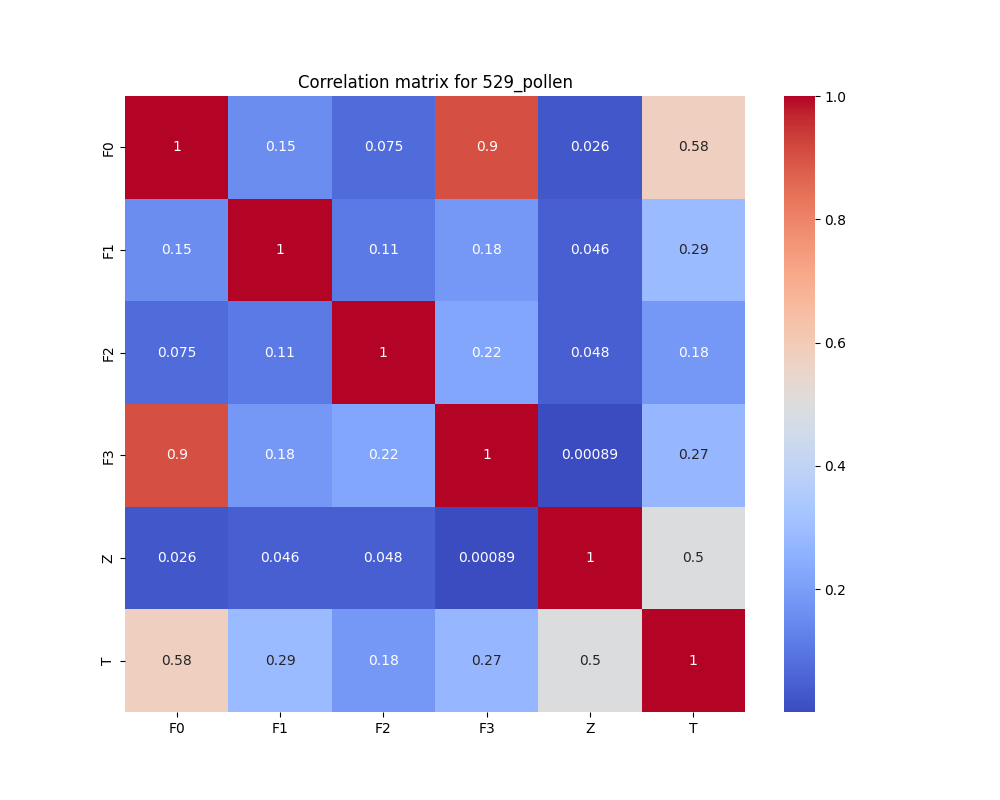 Correlation matrix for 529_pollen
F0 1 0.15 0.075 0.9 0.026 0.58
F1 0.15 1 0.11 0.18 0.046 0.29
F2 0.075 0.11 1 0.22 0.048 0.18
F3 0.9 0.18 0.22 1 0.00089 0.27
Z 0.026 0.046 0.048 0.00089 1 0.5
T 0.58 0.29 0.18 0.27 0.5 1
F0 F1 F2 F3 Z T
1.0
0.8
0.6
0.4
0.2